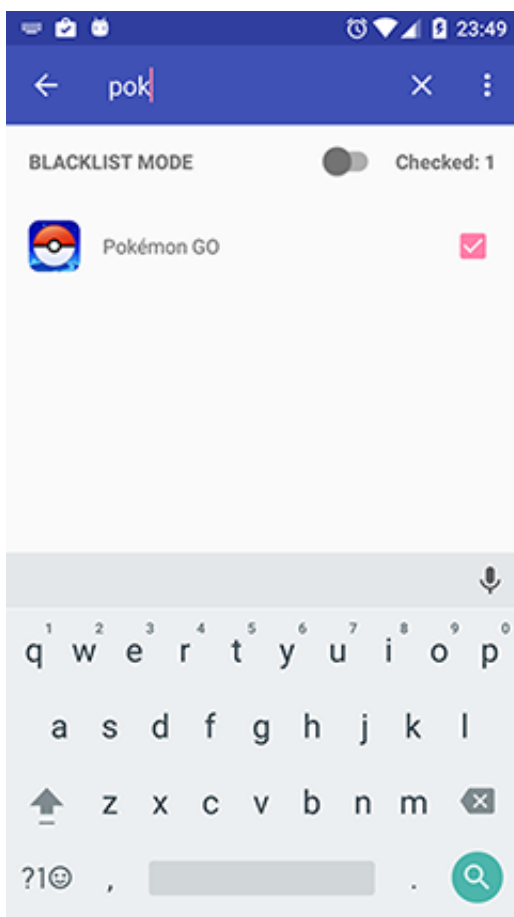 23:49
pok
BLACKLIST MODE Checked: 1
Pokémon GO
1 2 3 4 5 6 7 8 9 0
q w e r t y u i o p
a s d f g h j k l
z x c v b n m
?1☺ , .